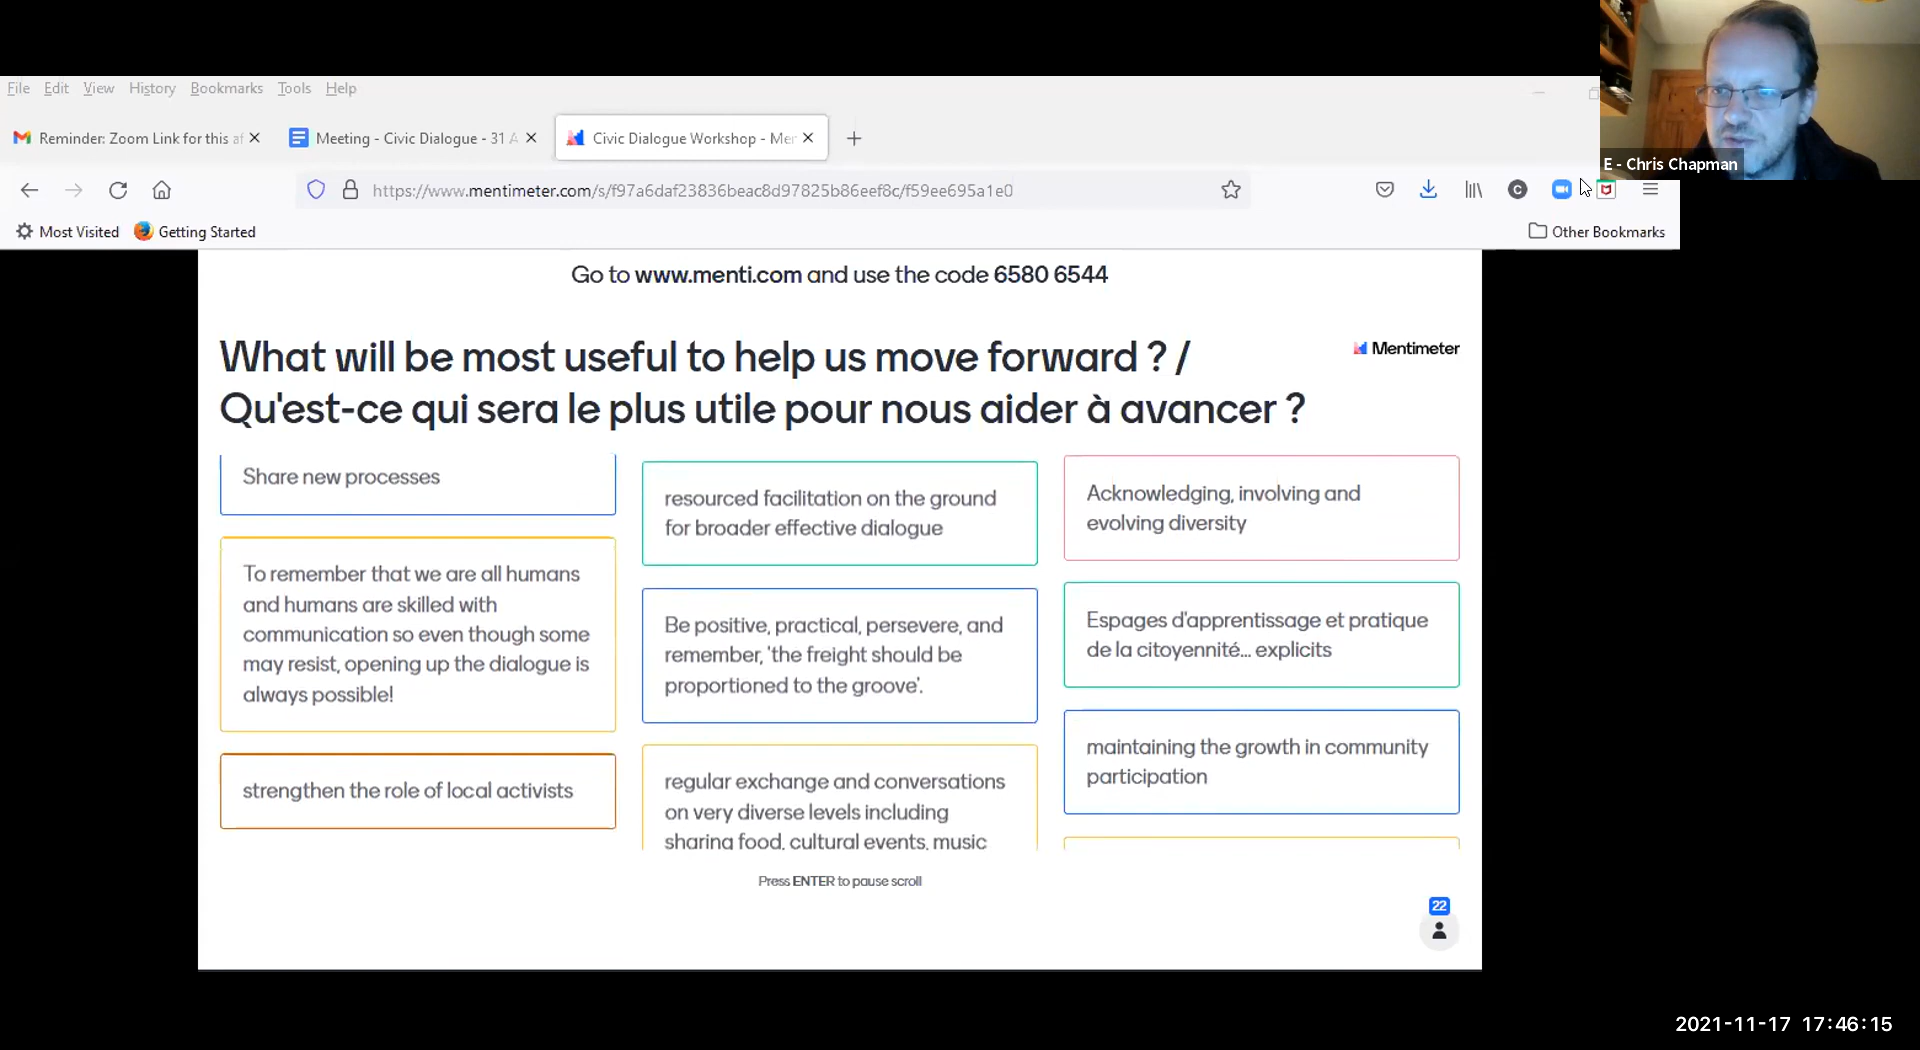 File Edit View History Bookmarks Tools Help
Reminder: Zoom Link for this af
Meeting - Civic Dialogue - 31 A
Civic Dialogue Workshop - Mer
https://www.mentimeter.com/s/f97a6daf23836beac8d97825b86eef8c/f59ee695a1e0
Most Visited Getting Started Other Bookmarks
E - Chris Chapman
Go to www.menti.com and use the code 6580 6544
What will be most useful to help us move forward ? /
Qu'est-ce qui sera le plus utile pour nous aider à avancer ?
Mentimeter
Share new processes
To remember that we are all humans
and humans are skilled with
communication so even though some
may resist, opening up the dialogue is
always possible!
strengthen the role of local activists
resourced facilitation on the ground
for broader effective dialogue
Be positive, practical, persevere, and
remember, 'the freight should be
proportioned to the groove'.
regular exchange and conversations
on very diverse levels including
sharing food, cultural events, music
Acknowledging, involving and
evolving diversity
Espages d'apprentissage et pratique
de la citoyennité... explicits
maintaining the growth in community
participation
Press ENTER to pause scroll
22
2021-11-17 17:46:15